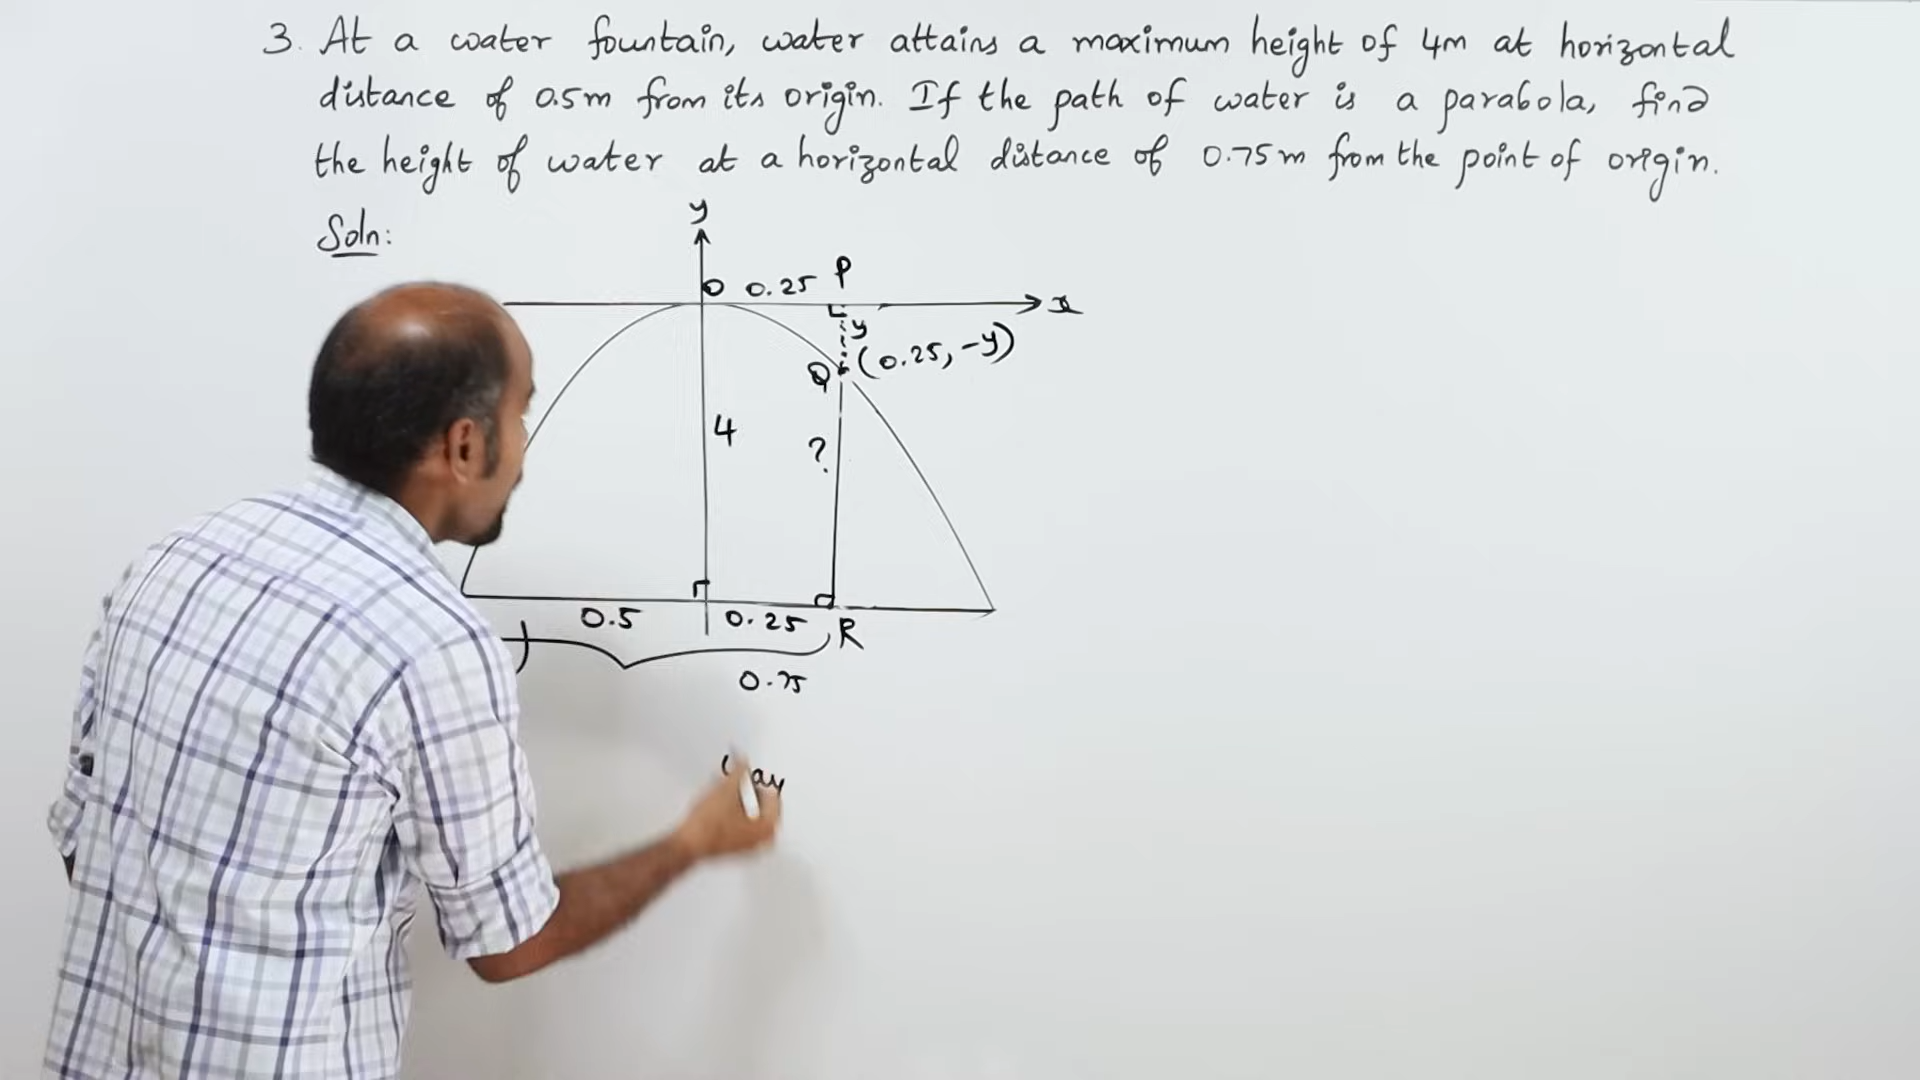 3. At a water fountain, water attains a maximum height of 4m at horizontal
distance of 0.5m from its origin. If the path of water is a parabola, find
the height of water at a horizontal distance of 0.75m from the point of origin.
Soln:
y
O 0.25 P
x
y
Q (0.25, -y)
4
?
0.5 0.25 R
0.75